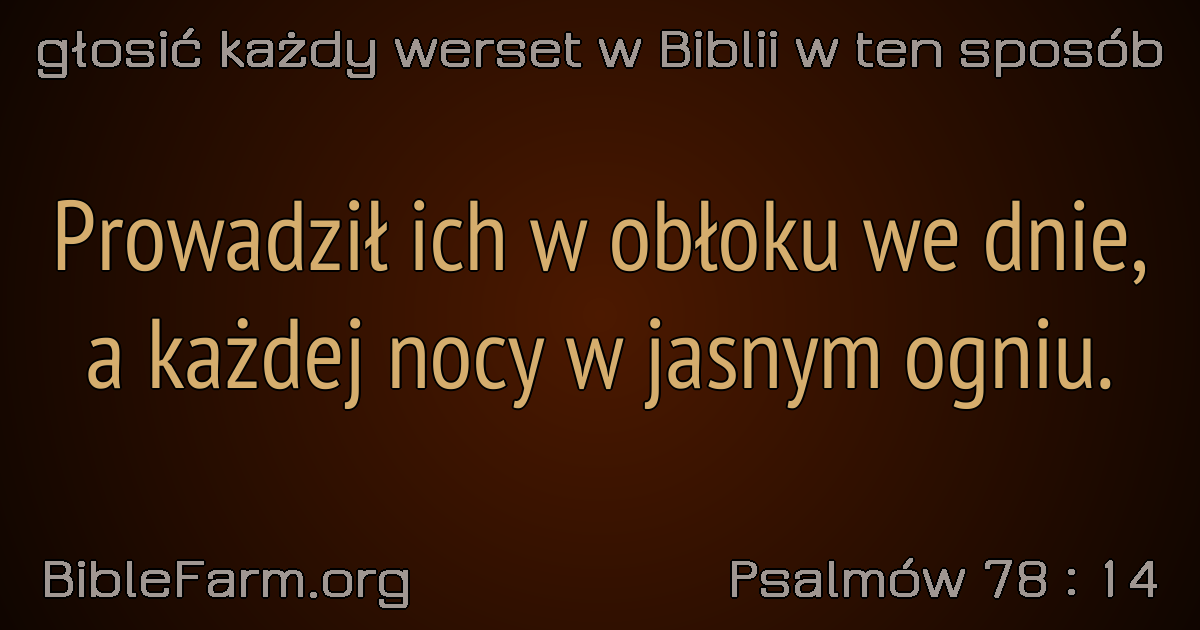 głosić każdy werset w Biblii w ten sposób
Prowadził ich w obłoku we dnie,
a każdej nocy w jasnym ogniu.
BibleFarm.org
Psalmów 78 : 14